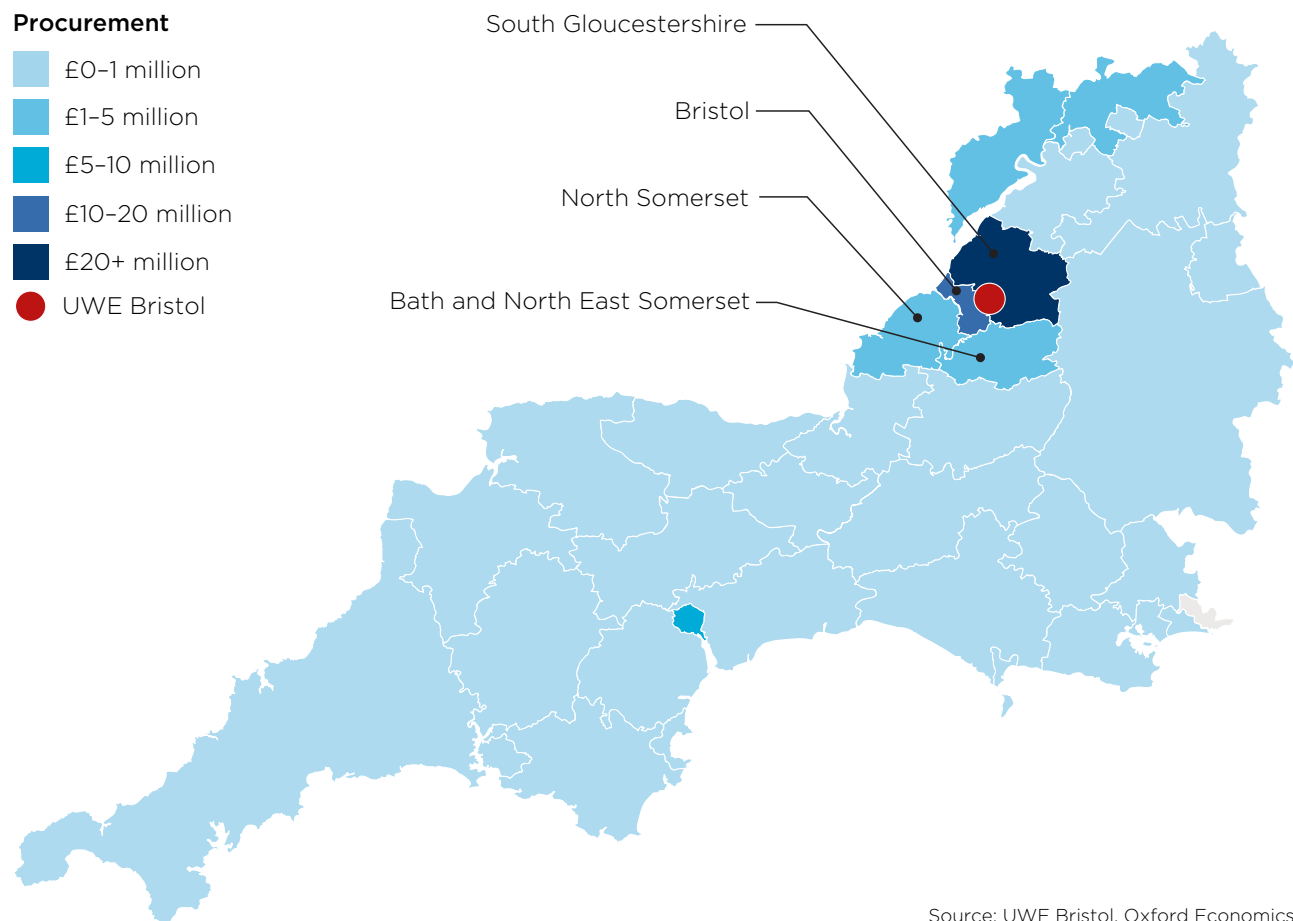 Procurement
£0–1 million
£1–5 million
£5–10 million
£10–20 million
£20+ million
UWE Bristol
South Gloucestershire
Bristol
North Somerset
Bath and North East Somerset
Source: UWE Bristol, Oxford Economics